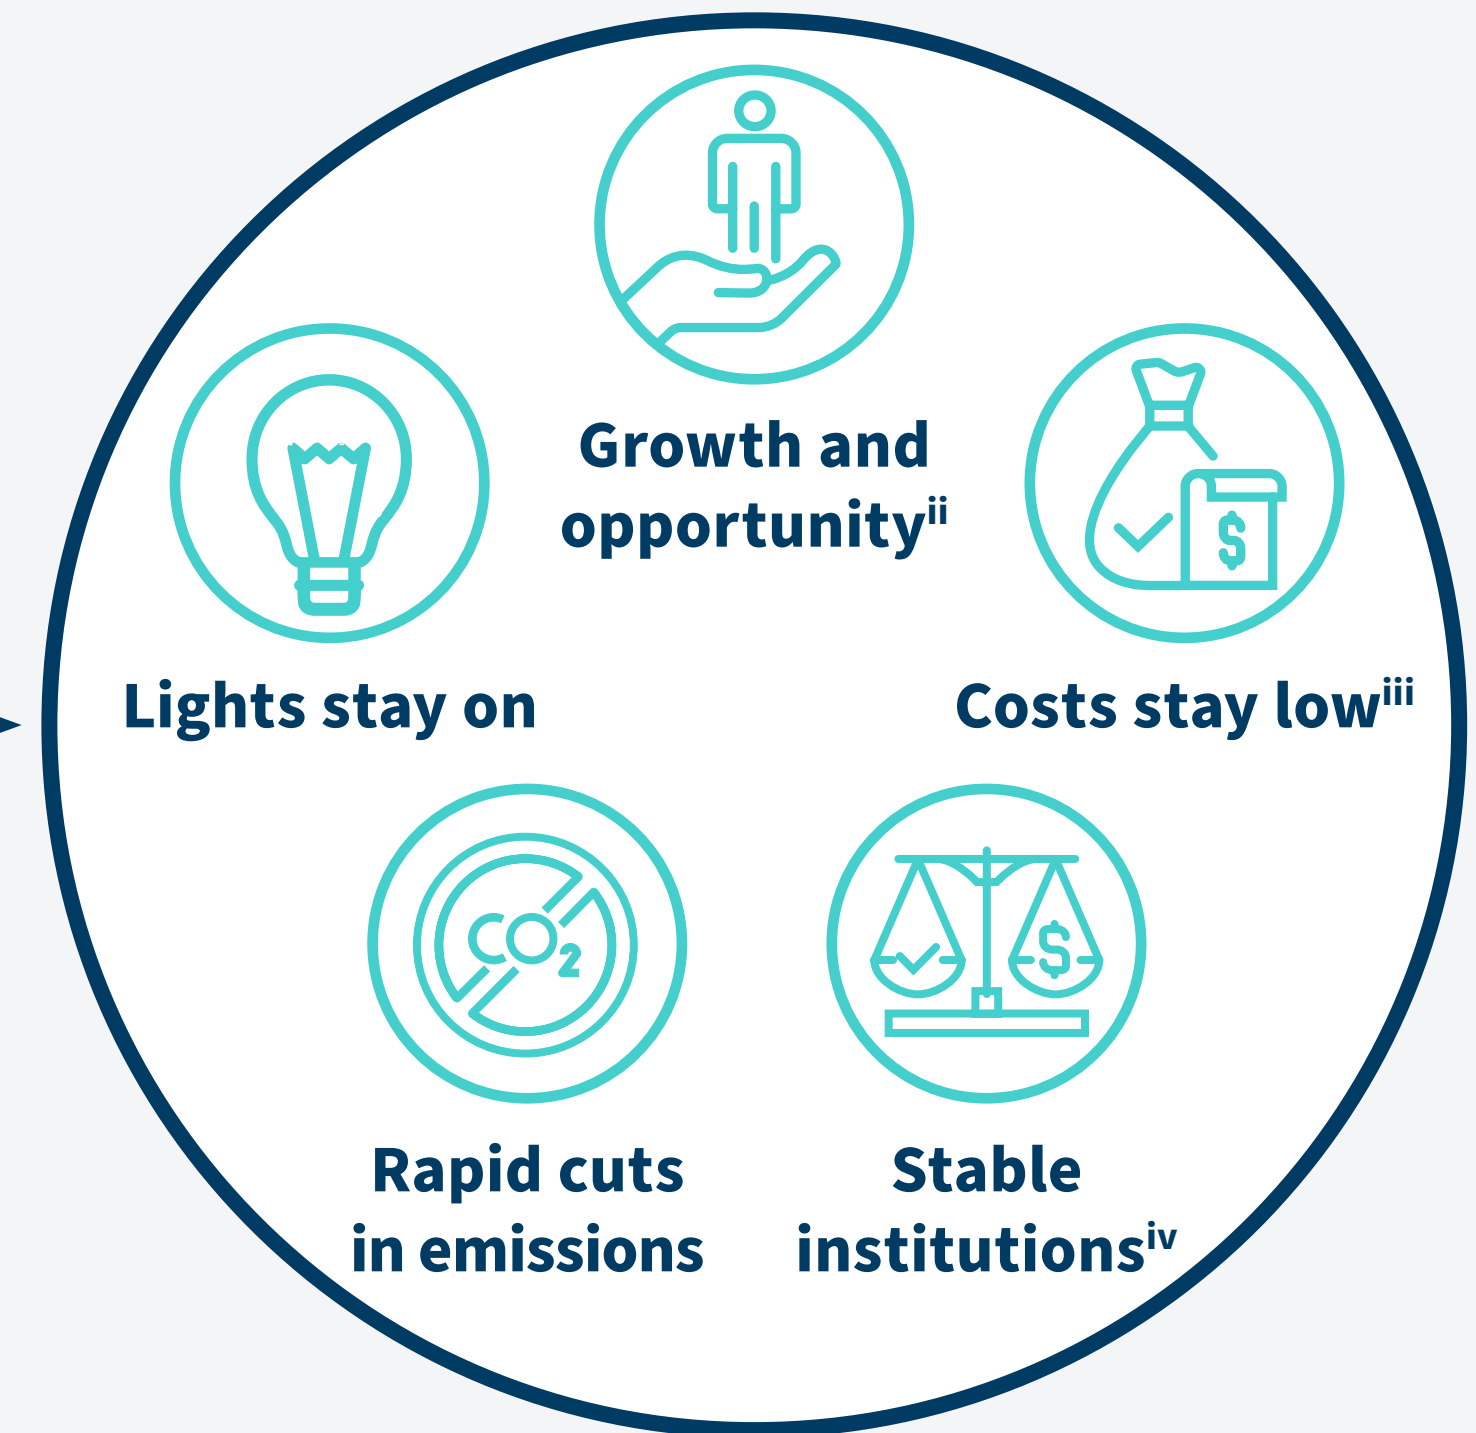 Growth and
opportunityⁱⁱ
$
Lights stay on
Costs stay lowⁱⁱⁱ
CO₂
$
Rapid cuts
in emissions
Stable
institutionsⁱᵛ